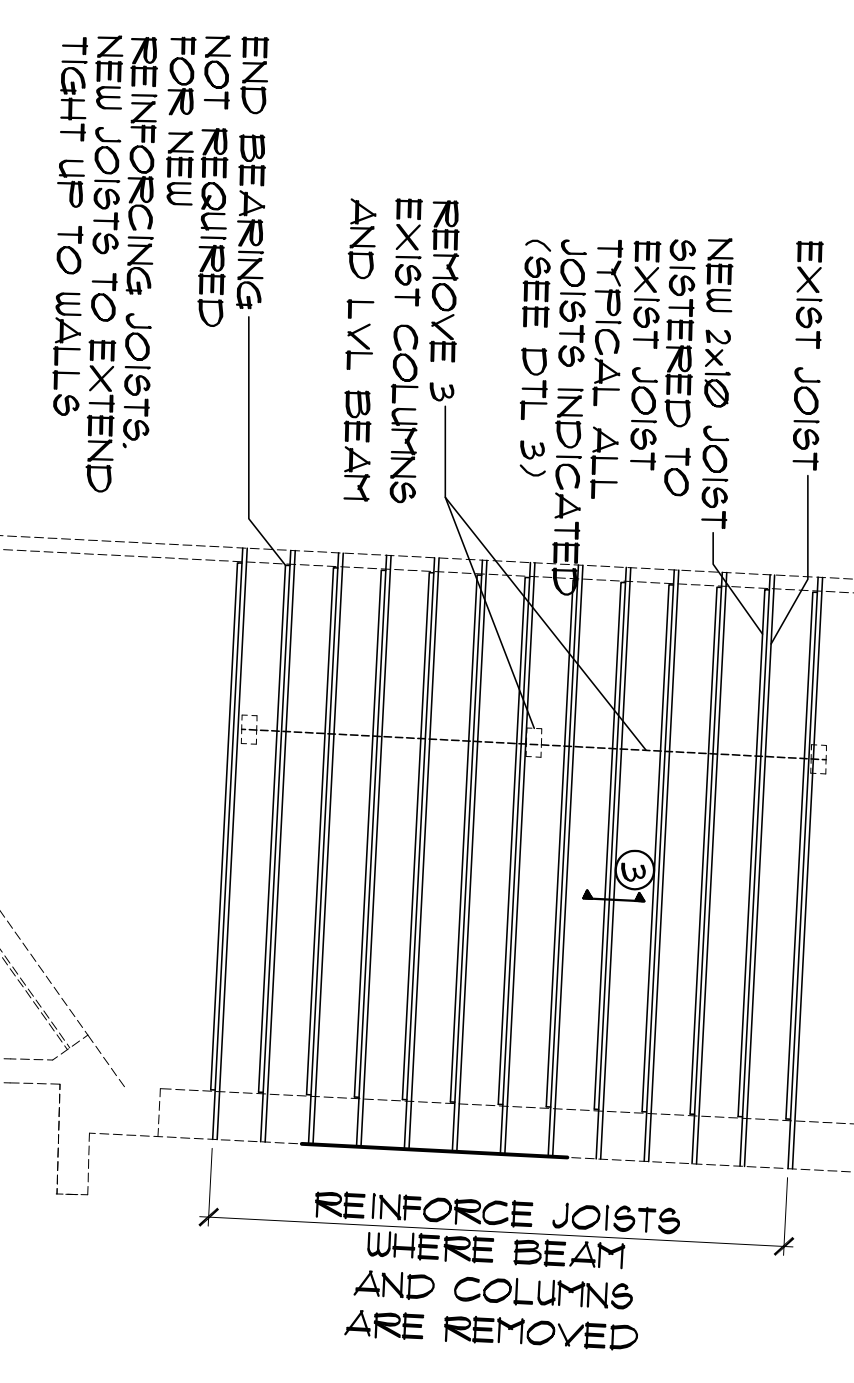 EXIST JOIST
NEW 2x10 JOIST
SISTERED TO
EXIST JOIST
TYPICAL ALL
JOISTS INDICATED
(SEE DTL 3)
REMOVE 3
EXIST COLUMNS
AND LVL BEAM
END BEARING
NOT REQUIRED
FOR NEW
REINFORCING JOISTS.
NEW JOISTS TO EXTEND
TIGHT UP TO WALLS
3
REINFORCE JOISTS
WHERE BEAM
AND COLUMNS
ARE REMOVED